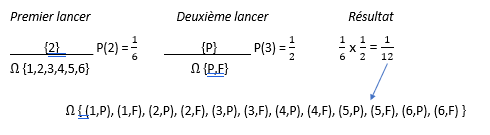 Premier lancer Deuxième lancer Résultat
{2} P(2) = 1/6 {P} P(3) = 1/2 1/6 x 1/2 = 1/12
Ω {1,2,3,4,5,6} Ω {P,F}
Ω { (1,P), (1,F), (2,P), (2,F), (3,P), (3,F), (4,P), (4,F), (5,P), (5,F), (6,P), (6,F) }